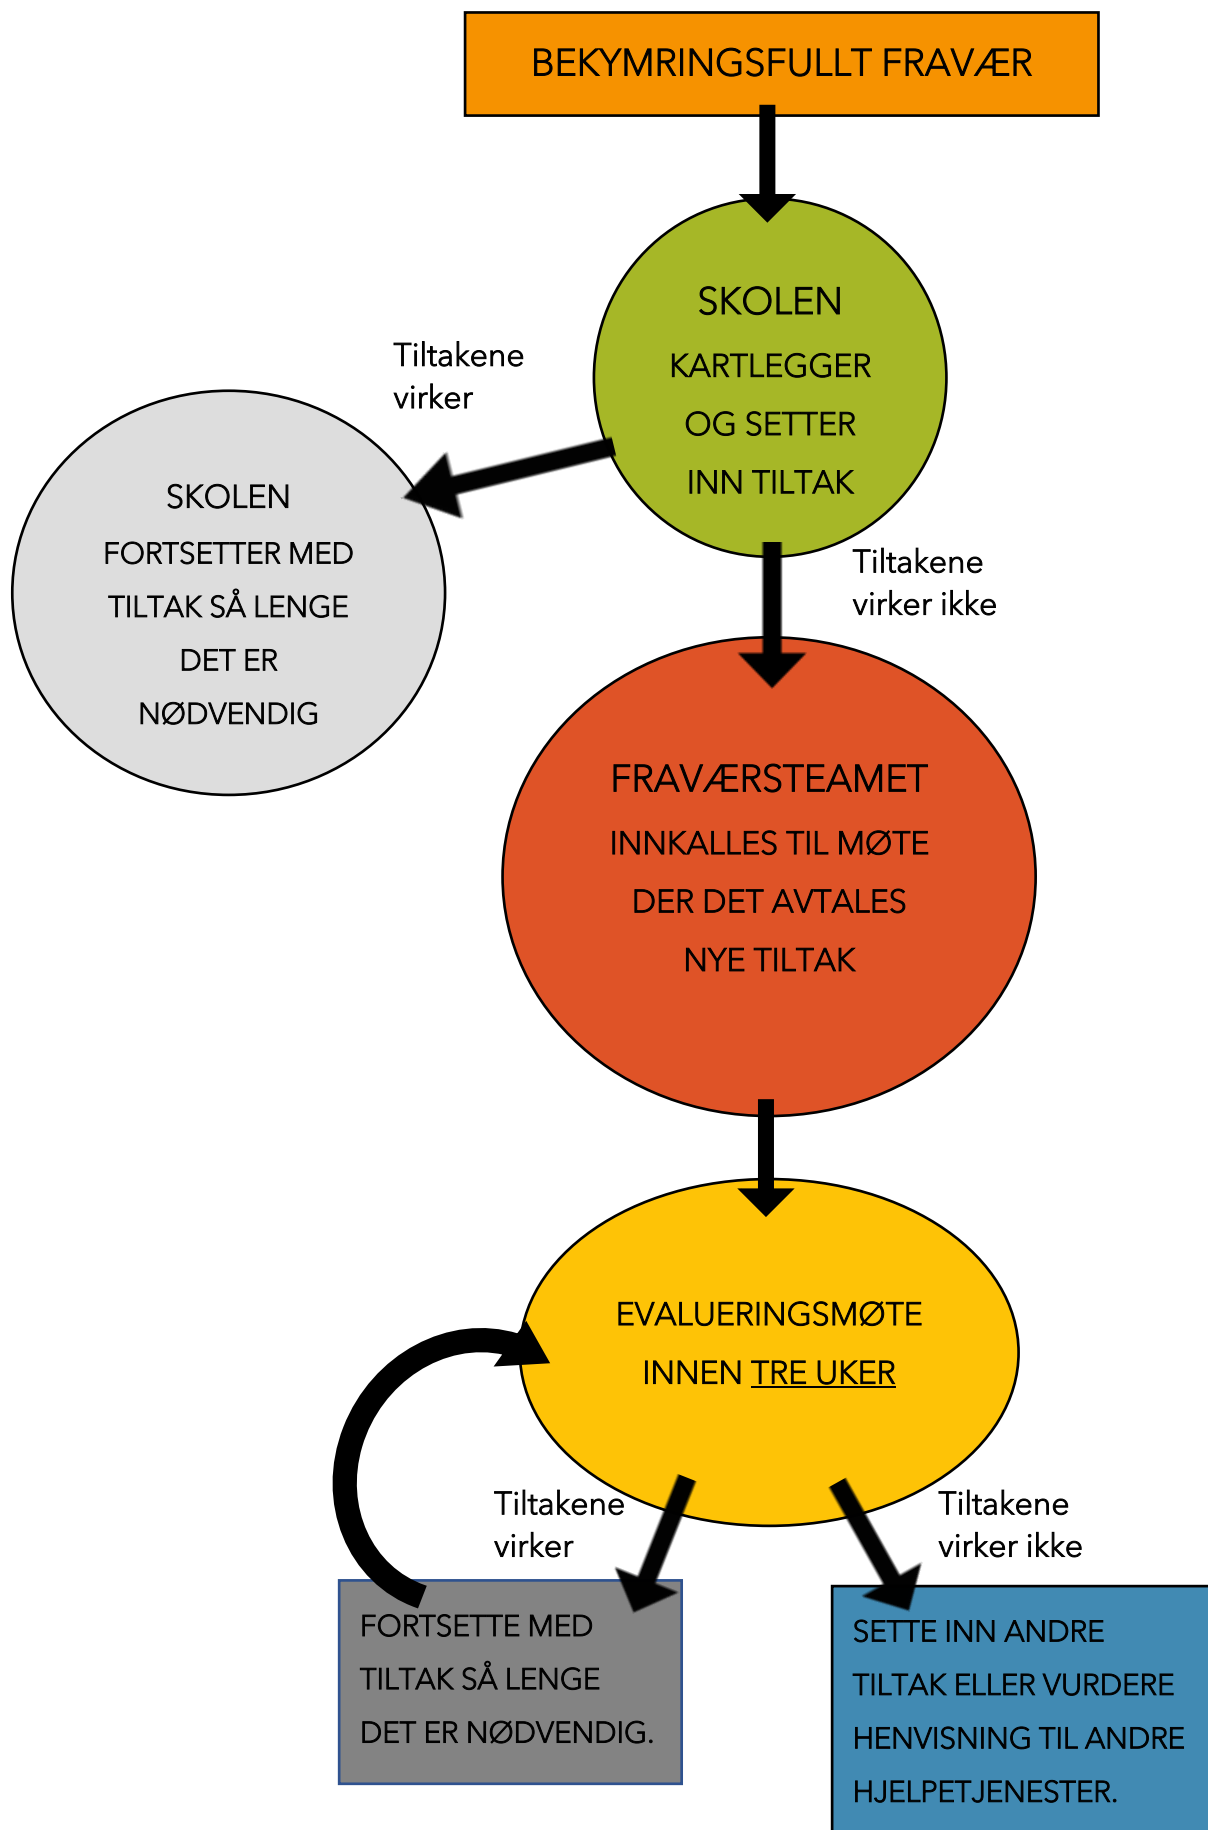 BEKYMRINGSFULLT FRAVÆR
SKOLEN
KARTLEGGER
OG SETTER
INN TILTAK
Tiltakene
virker
SKOLEN
FORTSETTER MED
TILTAK SÅ LENGE
DET ER
NØDVENDIG
Tiltakene
virker ikke
FRAVÆRSTEAMET
INNKALLES TIL MØTE
DER DET AVTALES
NYE TILTAK
EVALUERINGSMØTE
INNEN TRE UKER
Tiltakene
virker
Tiltakene
virker ikke
FORTSETTE MED
TILTAK SÅ LENGE
DET ER NØDVENDIG.
SETTE INN ANDRE
TILTAK ELLER VURDERE
HENVISNING TIL ANDRE
HJELPETJENESTER.